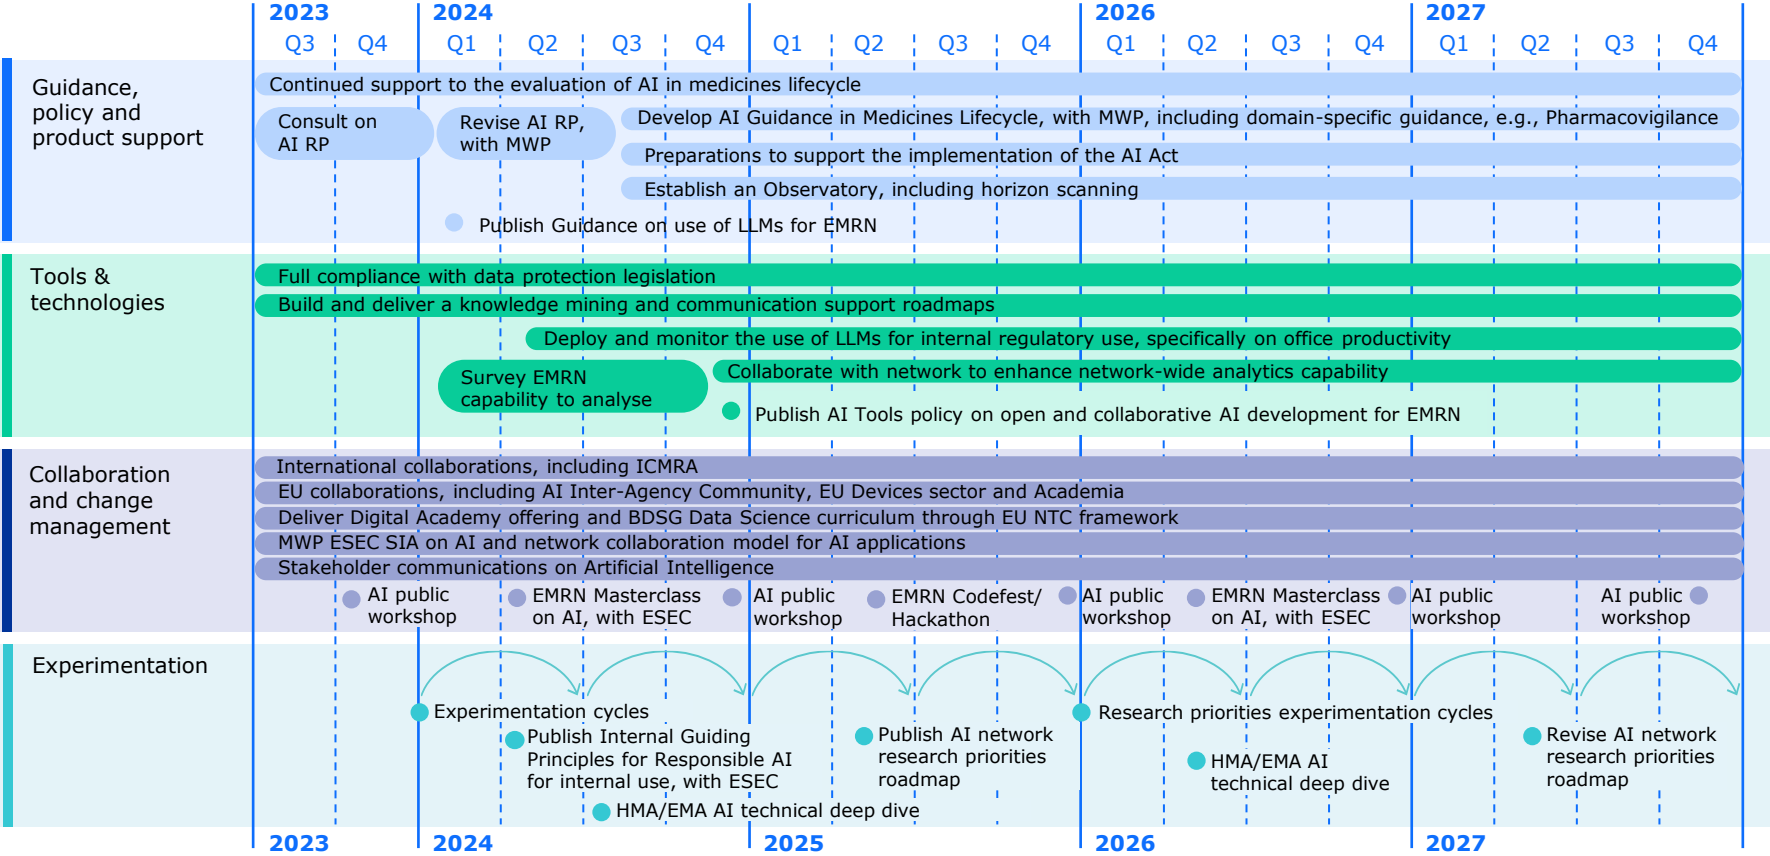 2023
2024
2026
2027
Q3 Q4 Q1 Q2 Q3 Q4 Q1 Q2 Q3 Q4 Q1 Q2 Q3 Q4 Q1 Q2 Q3 Q4
Guidance,
policy and
product support
Continued support to the evaluation of AI in medicines lifecycle
Consult on
AI RP
Revise AI RP,
with MWP
Develop AI Guidance in Medicines Lifecycle, with MWP, including domain-specific guidance, e.g., Pharmacovigilance
Preparations to support the implementation of the AI Act
Establish an Observatory, including horizon scanning
Publish Guidance on use of LLMs for EMRN
Tools &
technologies
Full compliance with data protection legislation
Build and deliver a knowledge mining and communication support roadmaps
Deploy and monitor the use of LLMs for internal regulatory use, specifically on office productivity
Survey EMRN
capability to analyse
Collaborate with network to enhance network-wide analytics capability
Publish AI Tools policy on open and collaborative AI development for EMRN
Collaboration
and change
management
International collaborations, including ICMRA
EU collaborations, including AI Inter-Agency Community, EU Devices sector and Academia
Deliver Digital Academy offering and BDSG Data Science curriculum through EU NTC framework
MWP ESEC SIA on AI and network collaboration model for AI applications
Stakeholder communications on Artificial Intelligence
AI public
workshop
EMRN Masterclass
on AI, with ESEC
AI public
workshop
EMRN Codefest/
Hackathon
AI public
workshop
EMRN Masterclass
on AI, with ESEC
AI public
workshop
AI public
workshop
Experimentation
Experimentation cycles
Publish Internal Guiding
Principles for Responsible AI
for internal use, with ESEC
HMA/EMA AI technical deep dive
Publish AI network
research priorities
roadmap
Research priorities experimentation cycles
HMA/EMA AI
technical deep dive
Revise AI network
research priorities
roadmap
2023
2024
2025
2026
2027